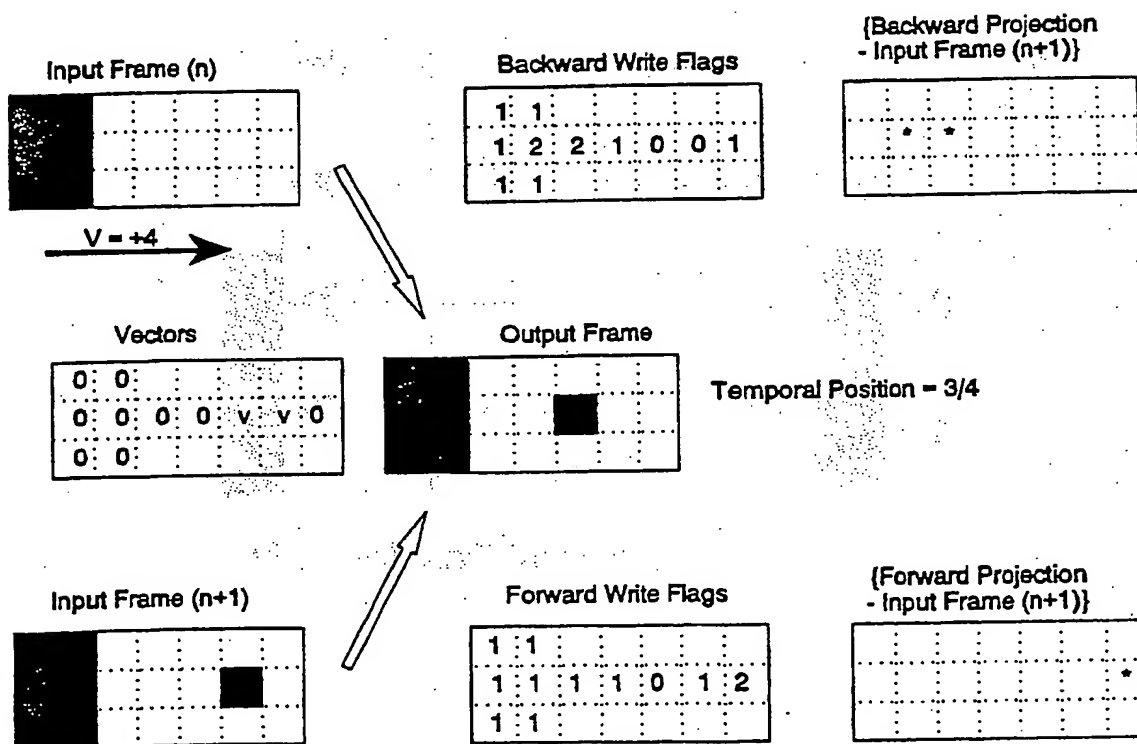 {Backward Projection
- Input Frame (n+1)}
Input Frame (n)
Backward Write Flags
1 1
1 2 2 1 0 0 1
1 1
* *
V = +4
Vectors
Output Frame
0 0
0 0 0 0 v v 0
0 0
Temporal Position = 3/4
Input Frame (n+1)
Forward Write Flags
{Forward Projection
- Input Frame (n+1)}
1 1
1 1 1 1 0 1 2
1 1
*